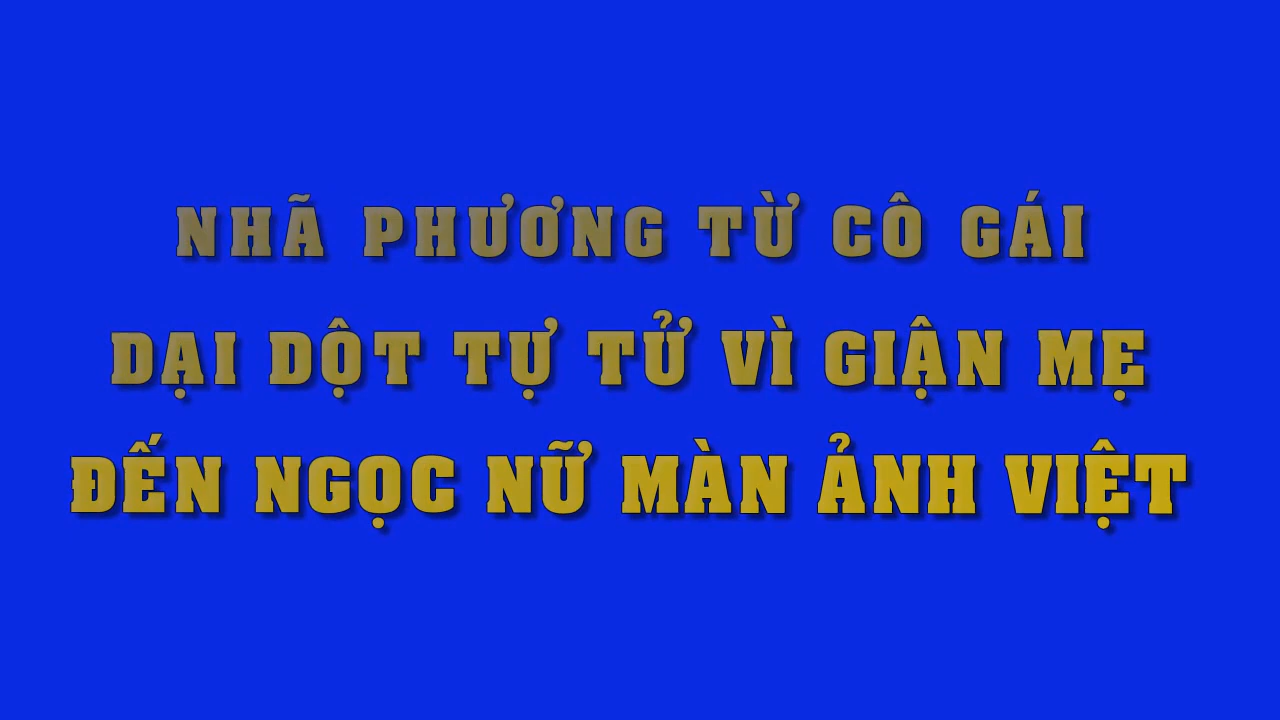 NHÃ PHƯƠNG TỪ CÔ GÁI
DẠI DỘT TỰ TỬ VÌ GIẬN MẸ
ĐẾN NGỌC NỮ MÀN ẢNH VIỆT